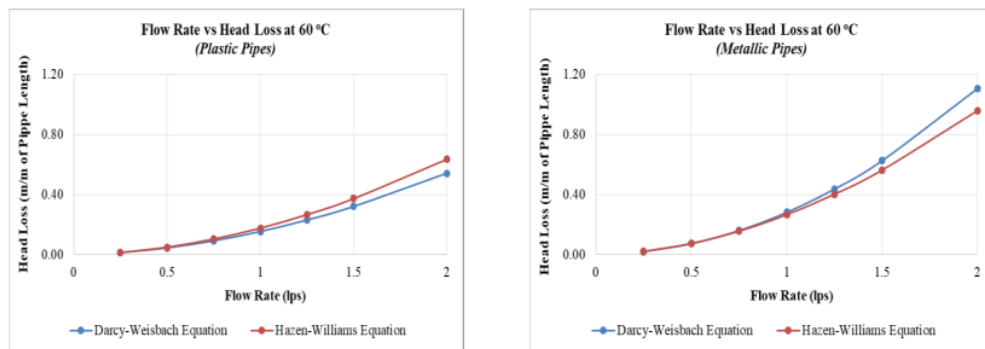 Flow Rate vs Head Loss at 60 °C
(Plastic Pipes)
Head Loss (m/m of Pippe Length)
1.20
0.80
0.40
0.00
0 0.5 1 1.5 2
Flow Rate (lps)
Darcy-Weisbach Equation Hazen-Williams Equation
Flow Rate vs Head Loss at 60 °C
(Metallic Pipes)
Head Loss (m/m of Pippe Length)
1.20
0.80
0.40
0.00
0 0.5 1 1.5 2
Flow Rate (lps)
Darcy-Weisbach Equation Hazen-Williams Equation